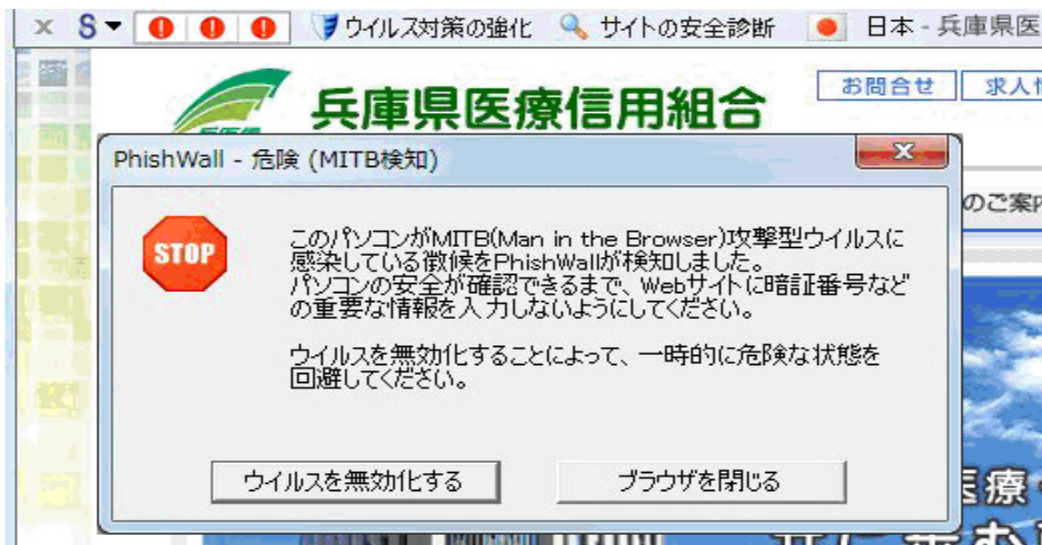 × S ウイルス対策の強化 サイトの安全診断 日本 - 兵庫県医
兵庫県医療信用組合 お問合せ 求人
PhishWall - 危険 (MITB検知)
のご案
STOP
このパソコンがMITB(Man in the Browser)攻撃型ウイルスに
感染している徴候をPhishWallが検知しました。
パソコンの安全が確認できるまで、Webサイトに暗証番号など
の重要な情報を入力しないようにしてください。
ウイルスを無効化することによって、一時的に危険な状態を
回避してください。
ウイルスを無効化する ブラウザを閉じる
医療